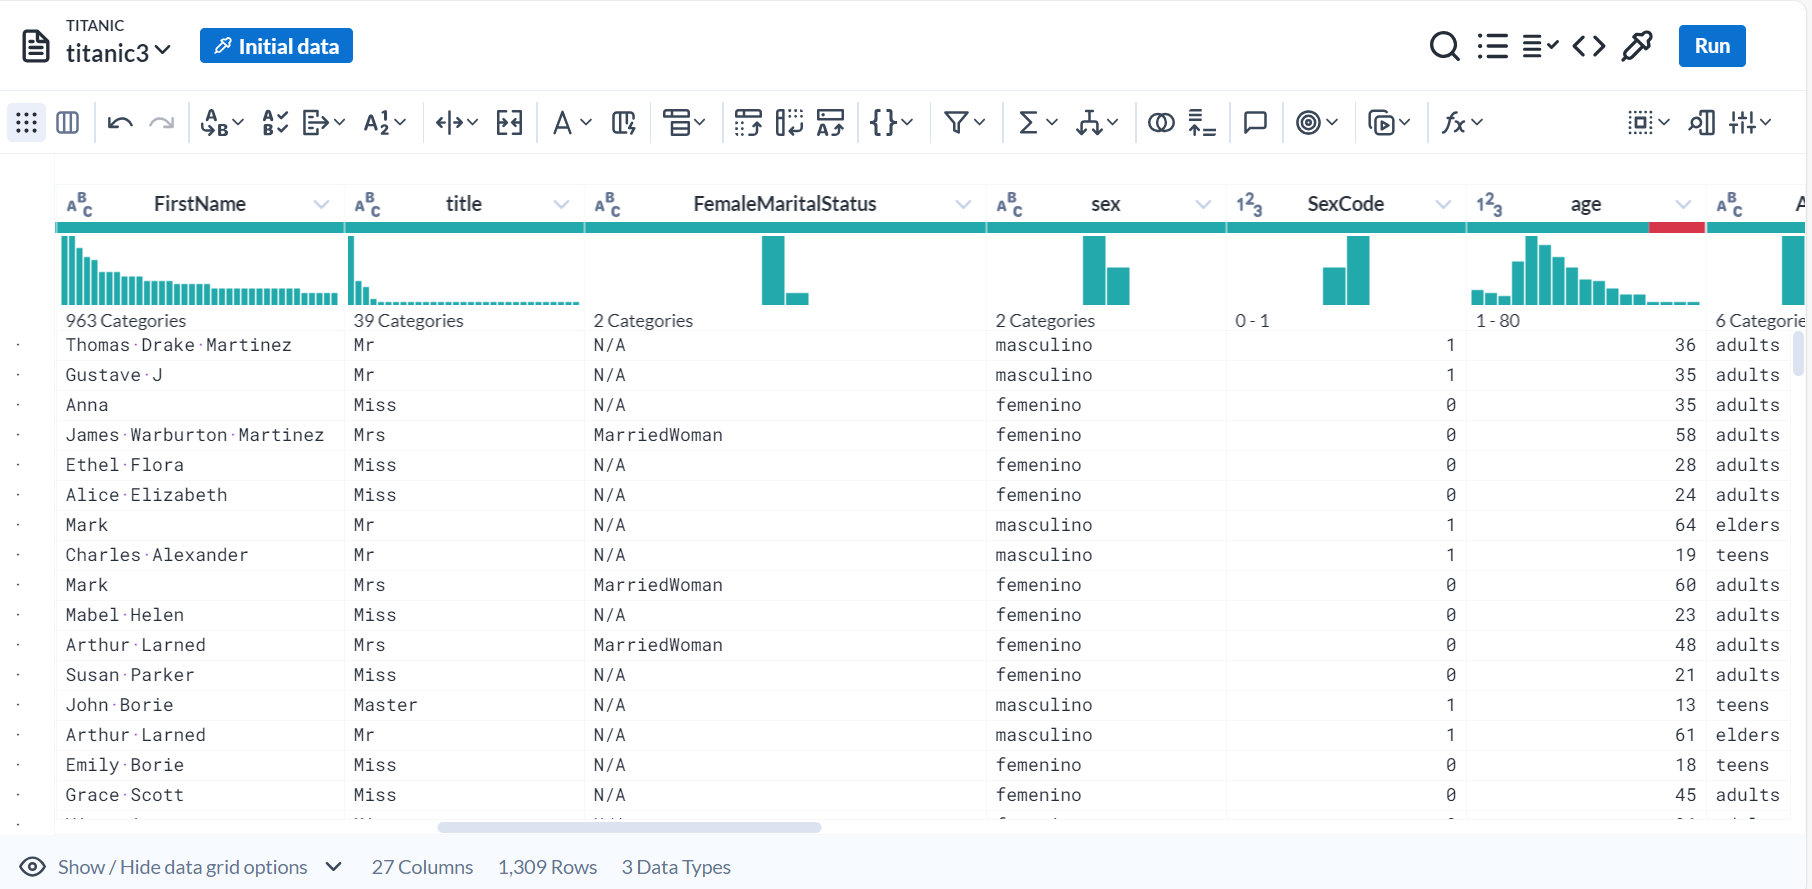 TITANIC
titanic3
Initial data
Run
FirstName title FemaleMaritalStatus sex SexCode age A
963 Categories 39 Categories 2 Categories 2 Categories 0 - 1 1 - 80 6 Categorie
Thomas·Drake·Martinez Mr N/A masculino 1 36 adults
Gustave·J Mr N/A masculino 1 35 adults
Anna Miss N/A femenino 0 35 adults
James·Warburton·Martinez Mrs MarriedWoman femenino 0 58 adults
Ethel·Flora Miss N/A femenino 0 28 adults
Alice·Elizabeth Miss N/A femenino 0 24 adults
Mark Mr N/A masculino 1 64 elders
Charles·Alexander Mr N/A masculino 1 19 teens
Mark Mrs MarriedWoman femenino 0 60 adults
Mabel·Helen Miss N/A femenino 0 23 adults
Arthur·Larned Mrs MarriedWoman femenino 0 48 adults
Susan·Parker Miss N/A femenino 0 21 adults
John·Borie Master N/A masculino 1 13 teens
Arthur·Larned Mr N/A masculino 1 61 elders
Emily·Borie Miss N/A femenino 0 18 teens
Grace·Scott Miss N/A femenino 0 45 adults
Show / Hide data grid options 27 Columns 1,309 Rows 3 Data Types